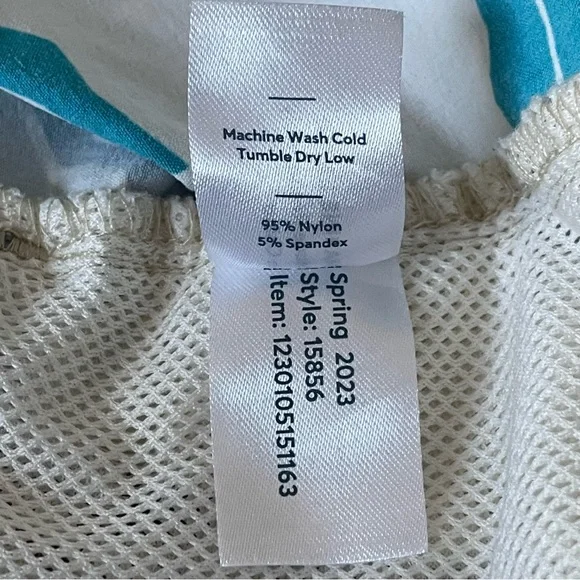 Machine Wash Cold
Tumble Dry Low
95% Nylon
5% Spandex
Spring 2023
Style: 15856
Item: 1230105151163